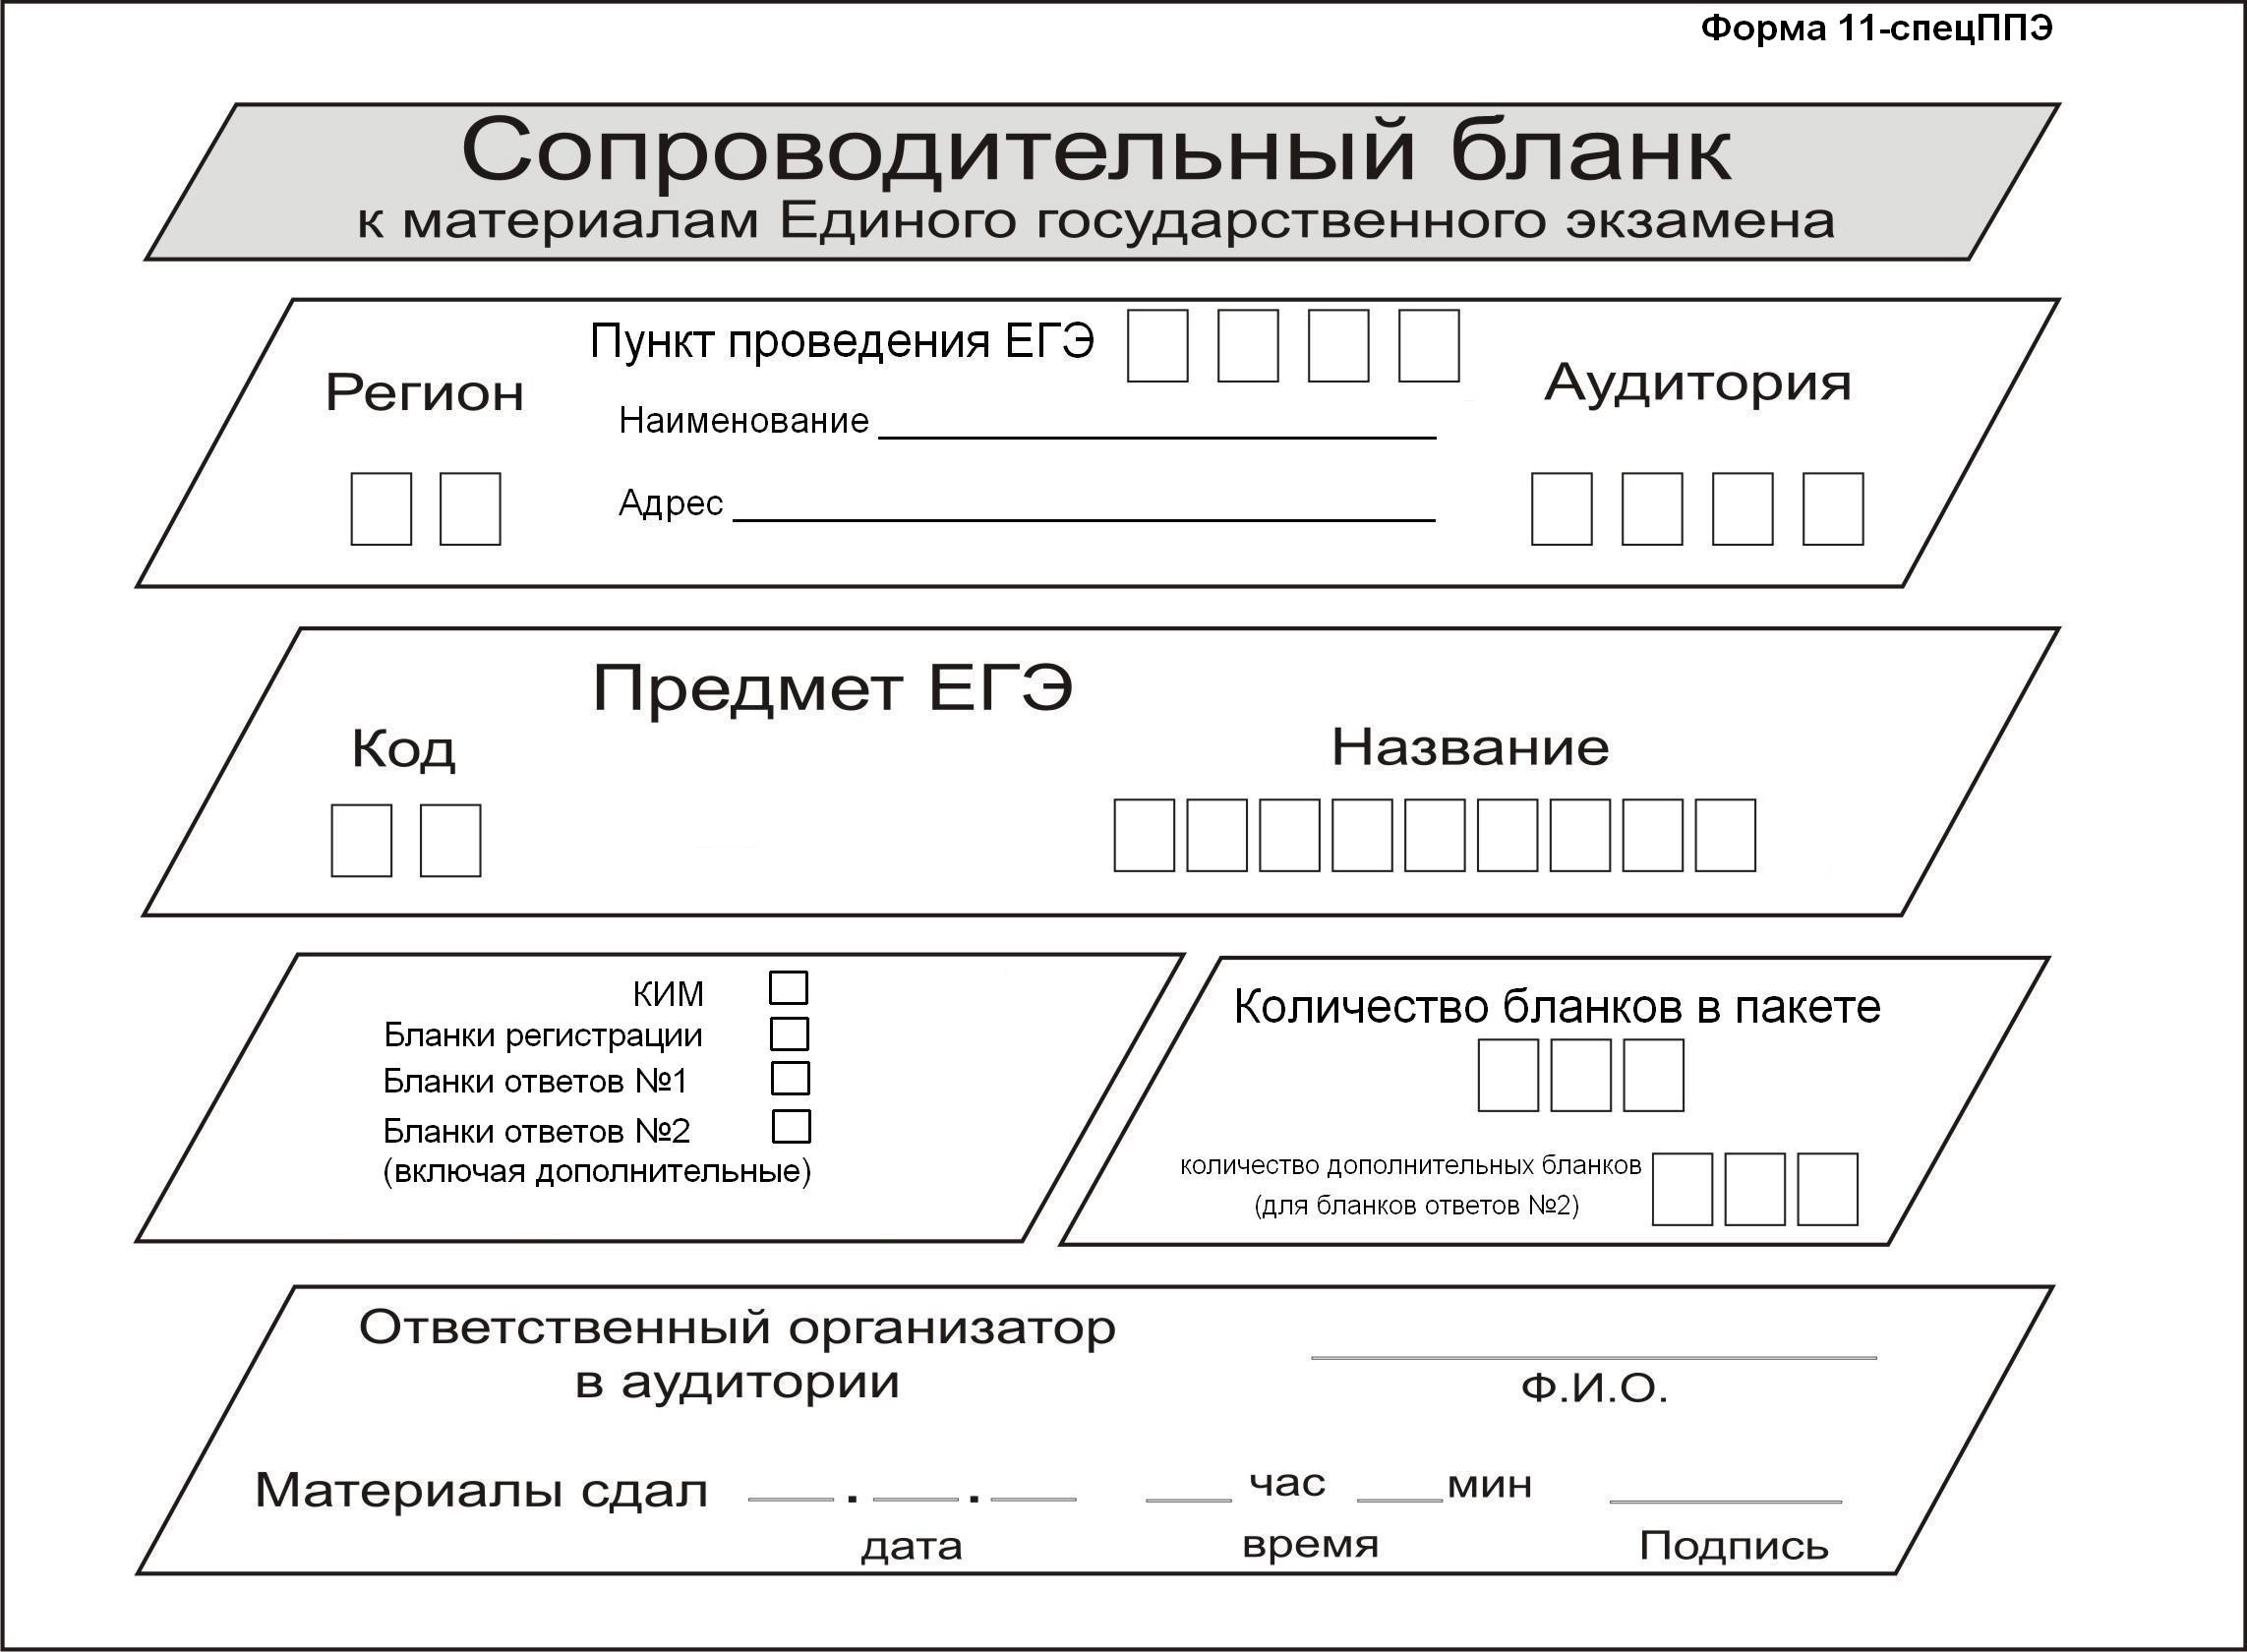 Форма 11-спецППЭ
Сопроводительный бланк
к материалам Единого государственного экзамена
Пункт проведения ЕГЭ
Регион
Аудитория
Наименование
Адрес
Предмет ЕГЭ
Код
Название
КИМ
Бланки регистрации
Бланки ответов №1
Бланки ответов №2
(включая дополнительные)
Количество бланков в пакете
количество дополнительных бланков
(для бланков ответов №2)
Ответственный организатор
в аудитории
Ф.И.О.
Материалы сдал . . час мин
дата время Подпись